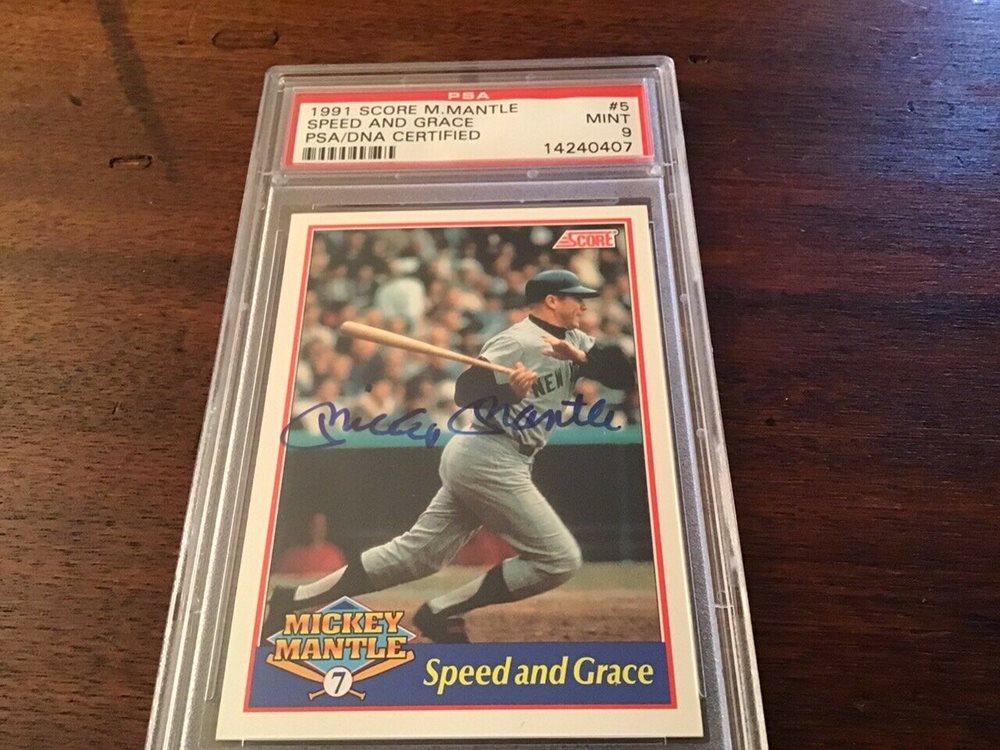 PSA
1991 SCORE M.MANTLE #5
SPEED AND GRACE MINT
PSA/DNA CERTIFIED 9
14240407
SCORE
NEW
Mickey Mantle
MICKEY
MANTLE
7
Speed and Grace